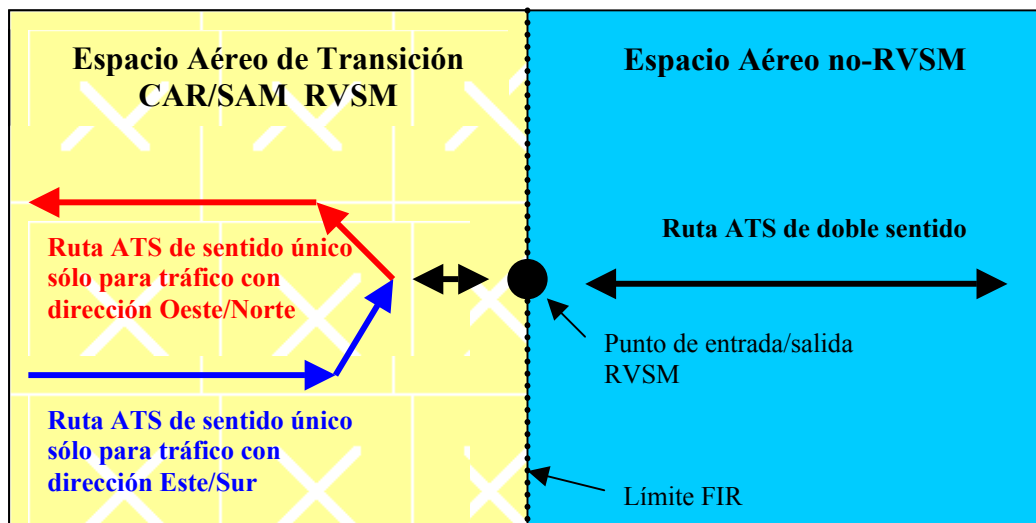 Espacio Aéreo de Transición
CAR/SAM RVSM
Espacio Aéreo no-RVSM
Ruta ATS de sentido único
sólo para tráfico con
dirección Oeste/Norte
Ruta ATS de doble sentido
Punto de entrada/salida
RVSM
Ruta ATS de sentido único
sólo para tráfico con
dirección Este/Sur
Límite FIR